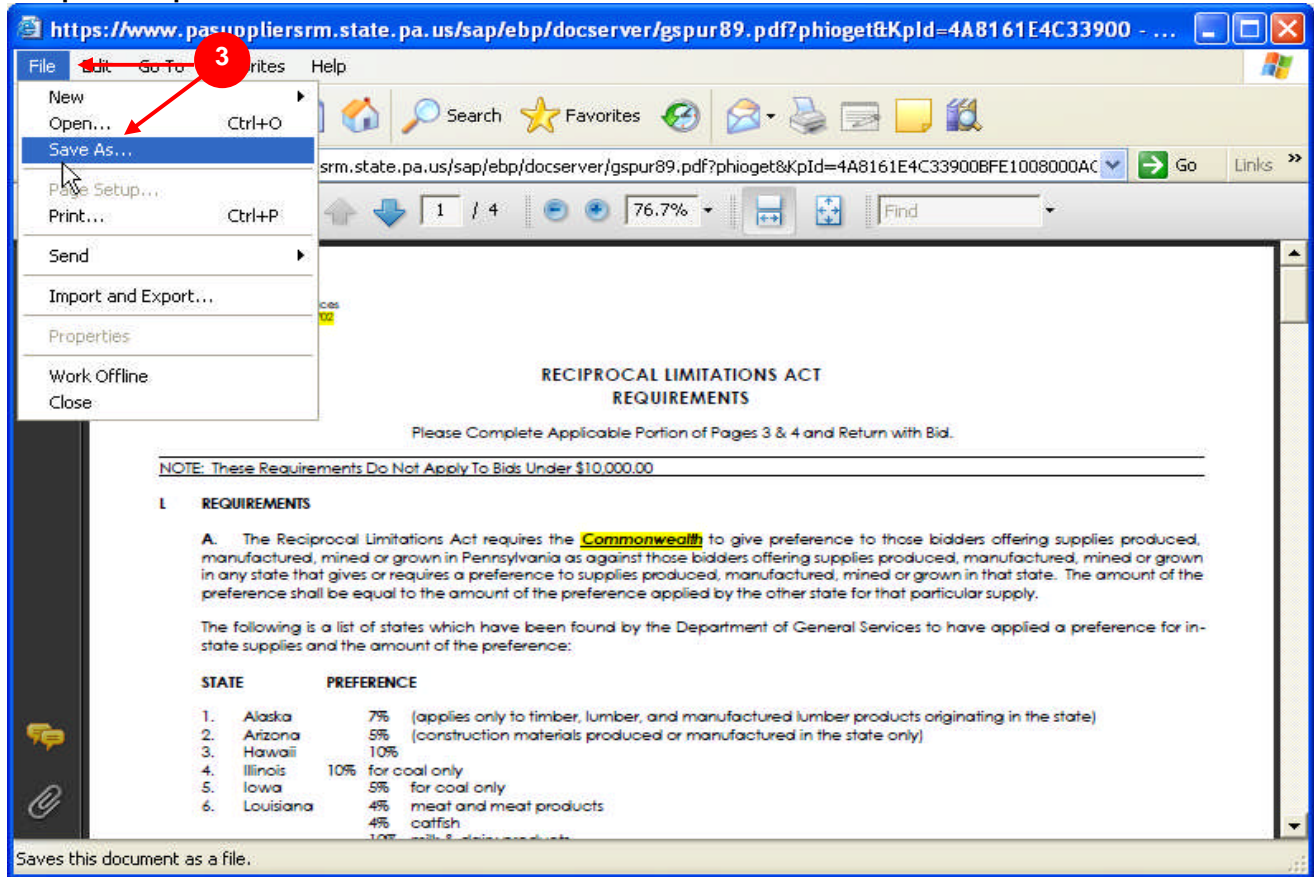 https://www.pasuppliersrm.state.pa.us/sap/ebp/docserver/gspur89.pdf?phioget&KpId=4A8161E4C33900 - ...
File Edit Go To 3 rites Help
New
Open... Ctrl+O
Save As...
Page Setup...
Print... Ctrl+P
Send
Import and Export...
Properties
Work Offline
Close
Search Favorites
srm.state.pa.us/sap/ebp/docserver/gspur89.pdf?phioget&KpId=4A8161E4C33900BFE1008000AC Go Links »
1 / 4 76.7% Find
ces
02
RECIPROCAL LIMITATIONS ACT
REQUIREMENTS
Please Complete Applicable Portion of Pages 3 & 4 and Return with Bid.
NOTE: These Requirements Do Not Apply To Bids Under $10,000.00
I. REQUIREMENTS
A. The Reciprocal Limitations Act requires the Commonwealth to give preference to those bidders offering supplies produced,
manufactured, mined or grown in Pennsylvania as against those bidders offering supplies produced, manufactured, mined or grown
in any state that gives or requires a preference to supplies produced, manufactured, mined or grown in that state. The amount of the
preference shall be equal to the amount of the preference applied by the other state for that particular supply.
The following is a list of states which have been found by the Department of General Services to have applied a preference for in-
state supplies and the amount of the preference:
STATE PREFERENCE
1. Alaska 7% (applies only to timber, lumber, and manufactured lumber products originating in the state)
2. Arizona 5% (construction materials produced or manufactured in the state only)
3. Hawaii 10%
4. Illinois 10% for coal only
5. Iowa 5% for coal only
6. Louisiana 4% meat and meat products
4% catfish
Saves this document as a file.